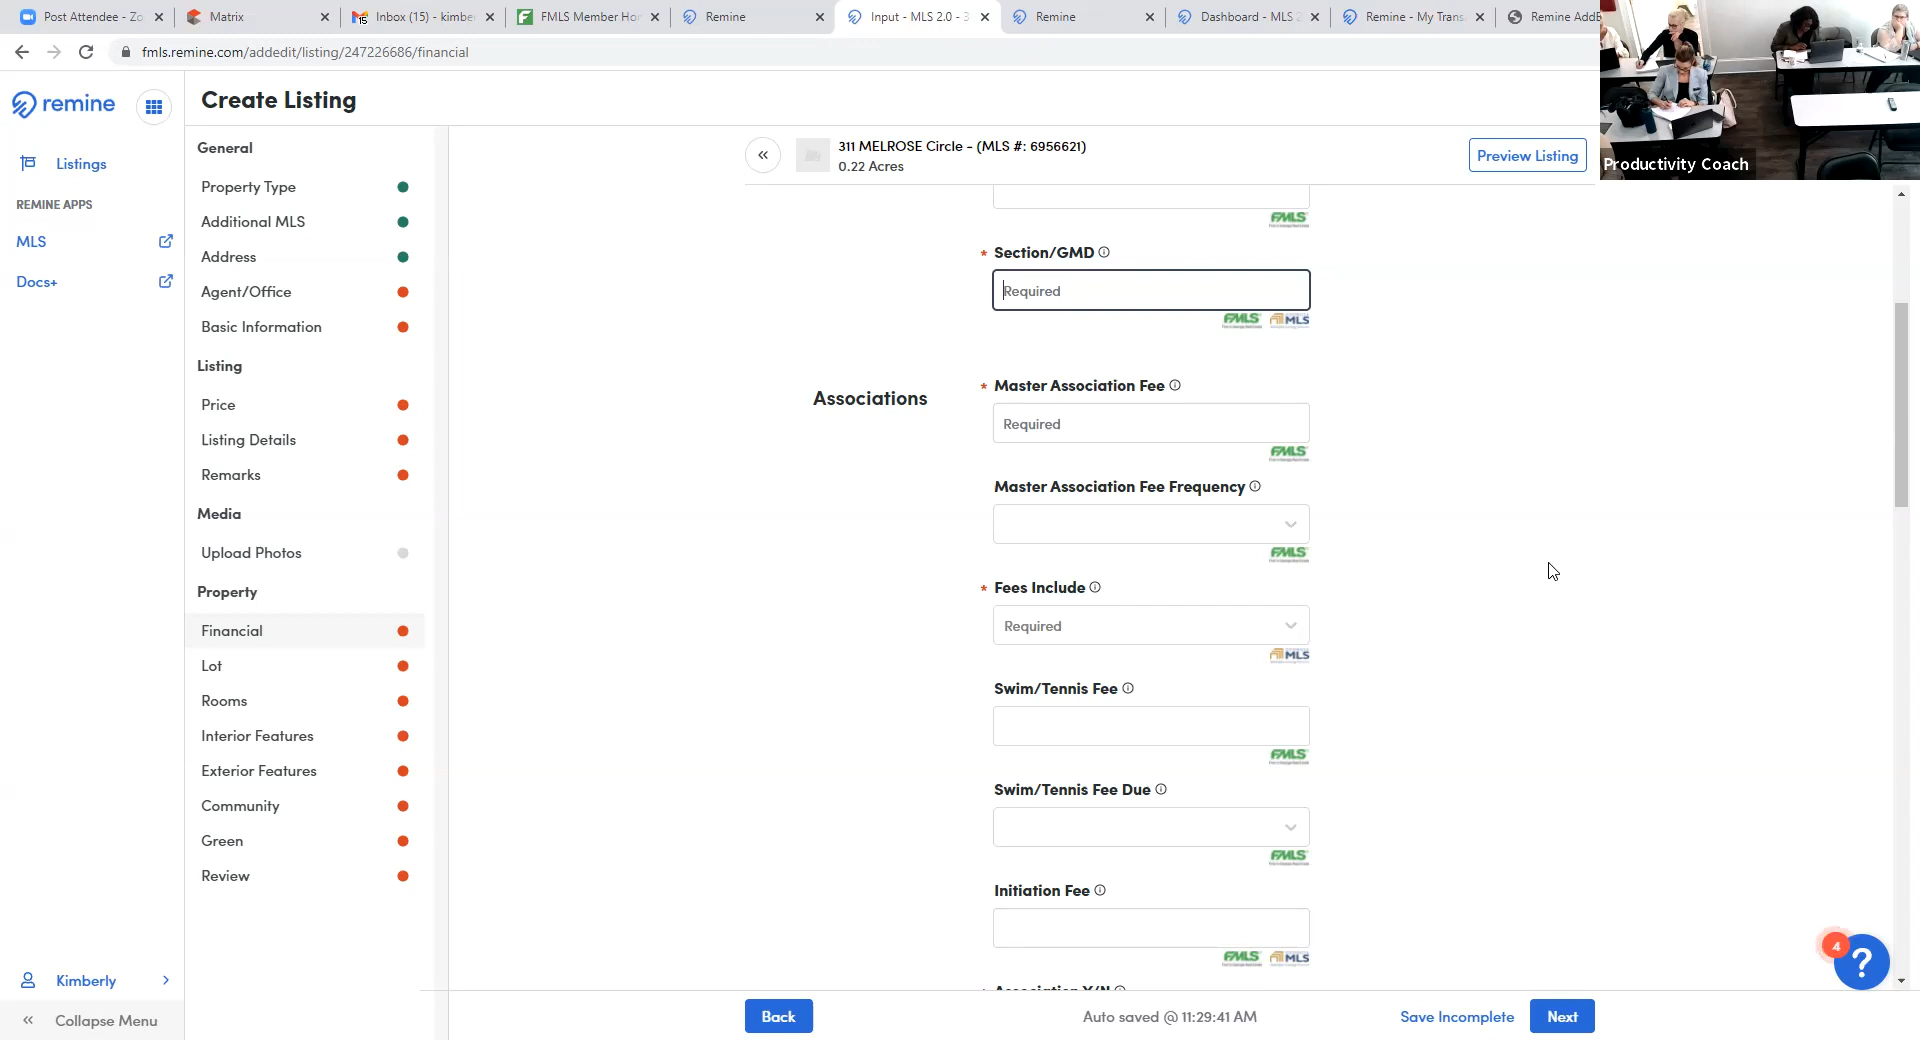 Post Attendee - Zo
Matrix
Inbox (15) - kimbe
FMLS Member Ho
Remine
Input - MLS 2.0 - 3
Remine
Dashboard - MLS 2
Remine - My Trans
Remine AddE
fmls.remine.com/addedit/listing/247226686/financial
remine
Create Listing
Listings
REMINE APPS
MLS
Docs+
General
Property Type
Additional MLS
Address
Agent/Office
Basic Information
Listing
Price
Listing Details
Remarks
Media
Upload Photos
Property
Financial
Lot
Rooms
Interior Features
Exterior Features
Community
Green
Review
Kimberly
Collapse Menu
311 MELROSE Circle - (MLS #: 6956621)
0.22 Acres
Preview Listing
Productivity Coach
FMLS
* Section/GMD
Required
FMLS MLS
Associations
* Master Association Fee
Required
FMLS
Master Association Fee Frequency
FMLS
* Fees Include
Required
MLS
Swim/Tennis Fee
FMLS
Swim/Tennis Fee Due
FMLS
Initiation Fee
FMLS MLS
* Association Y/N
4
?
Back
Auto saved @ 11:29:41 AM
Save Incomplete
Next